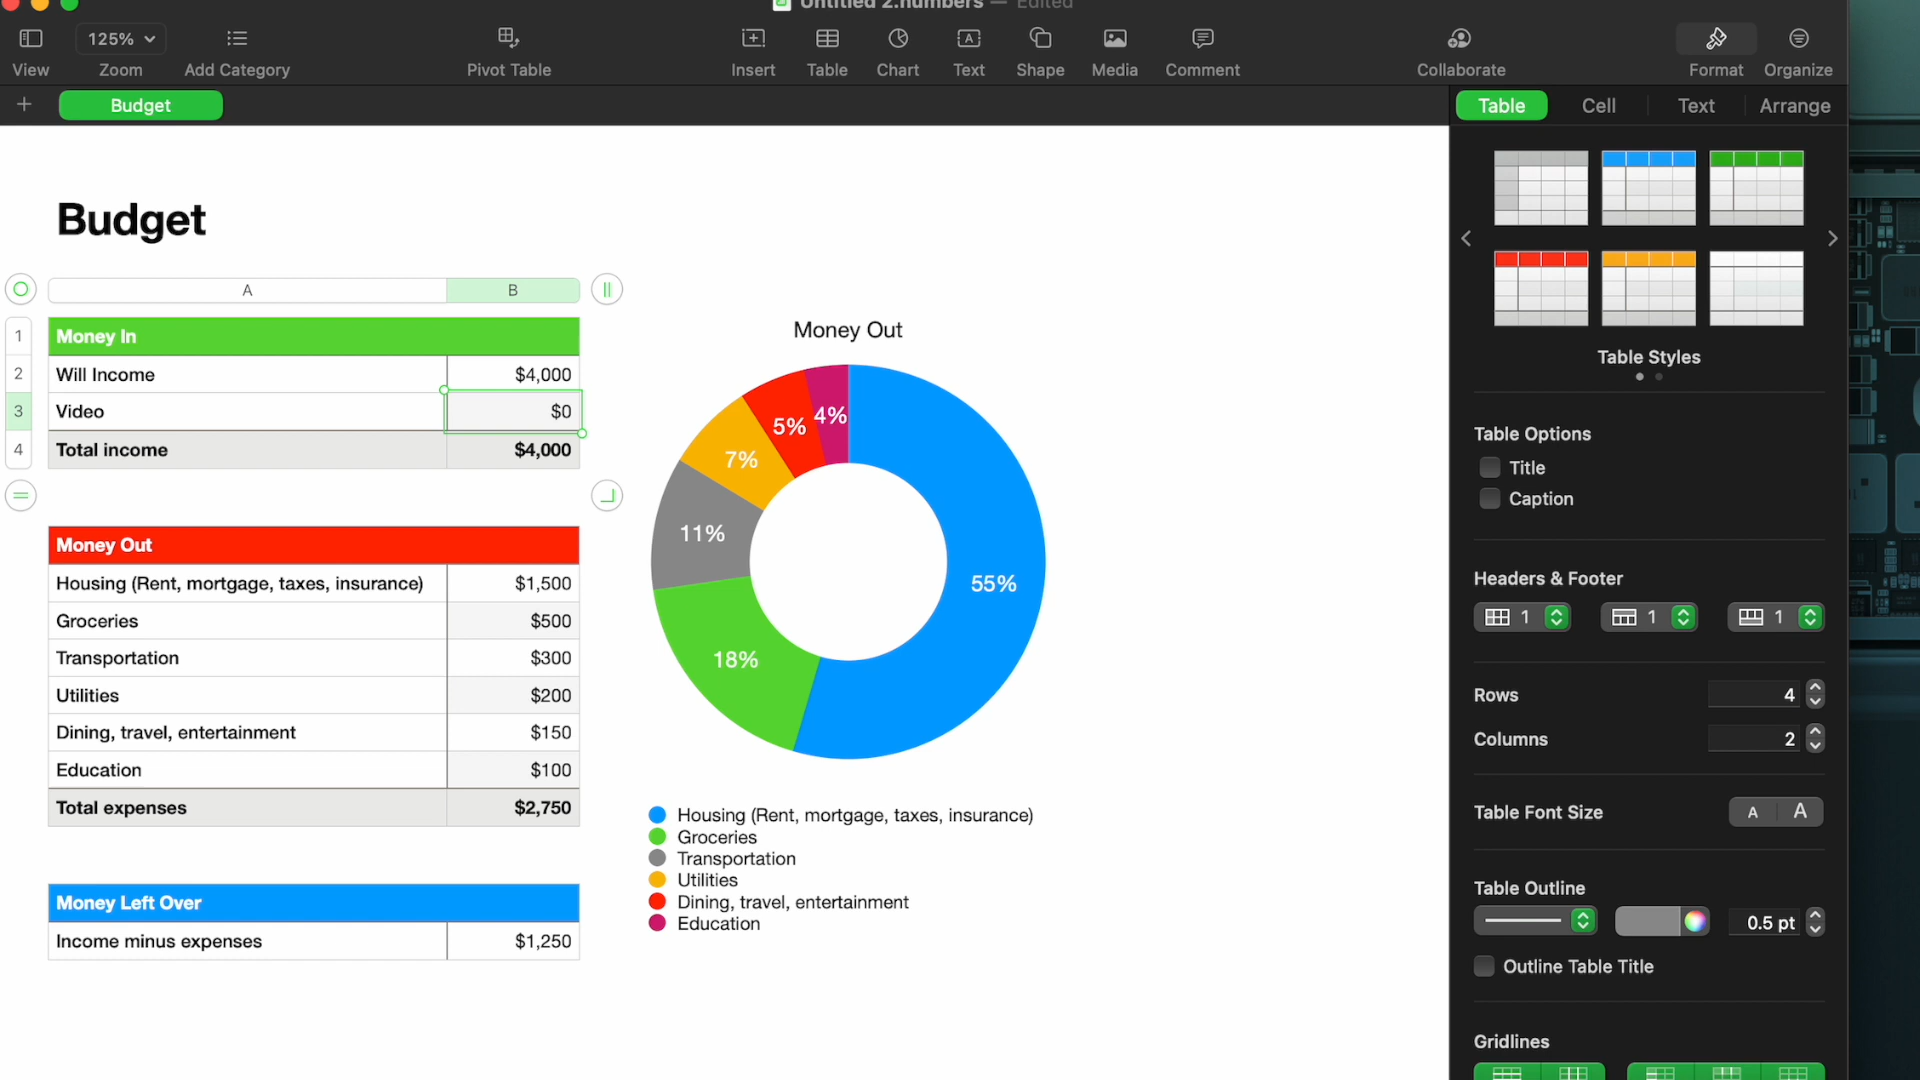 Untitled 2.numbers — Edited
125%
View
Zoom
Add Category
Pivot Table
Insert
Table
Chart
Text
Shape
Media
Comment
Collaborate
Format
Organize
Budget
Table
Cell
Text
Arrange
Budget
A
B
1
Money In
2
Will Income
$4,000
3
Video
$0
4
Total income
$4,000
Money Out
Housing (Rent, mortgage, taxes, insurance)
$1,500
Groceries
$500
Transportation
$300
Utilities
$200
Dining, travel, entertainment
$150
Education
$100
Total expenses
$2,750
Money Left Over
Income minus expenses
$1,250
Money Out
4%
5%
7%
11%
55%
18%
Housing (Rent, mortgage, taxes, insurance)
Groceries
Transportation
Utilities
Dining, travel, entertainment
Education
Table Styles
Table Options
Title
Caption
Headers & Footer
1
1
1
Rows
4
Columns
2
Table Font Size
A
A
Table Outline
0.5 pt
Outline Table Title
Gridlines